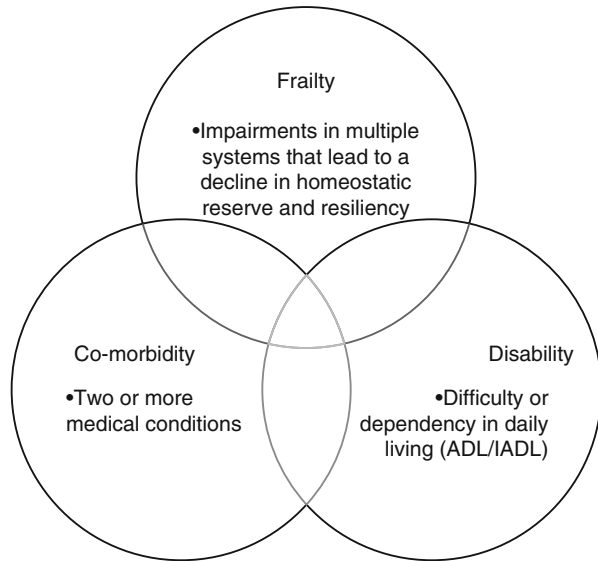 Frailty
•Impairments in multiple
systems that lead to a
decline in homeostatic
reserve and resiliency
Co-morbidity
•Two or more
medical conditions
Disability
•Difficulty or
dependency in daily
living (ADL/IADL)